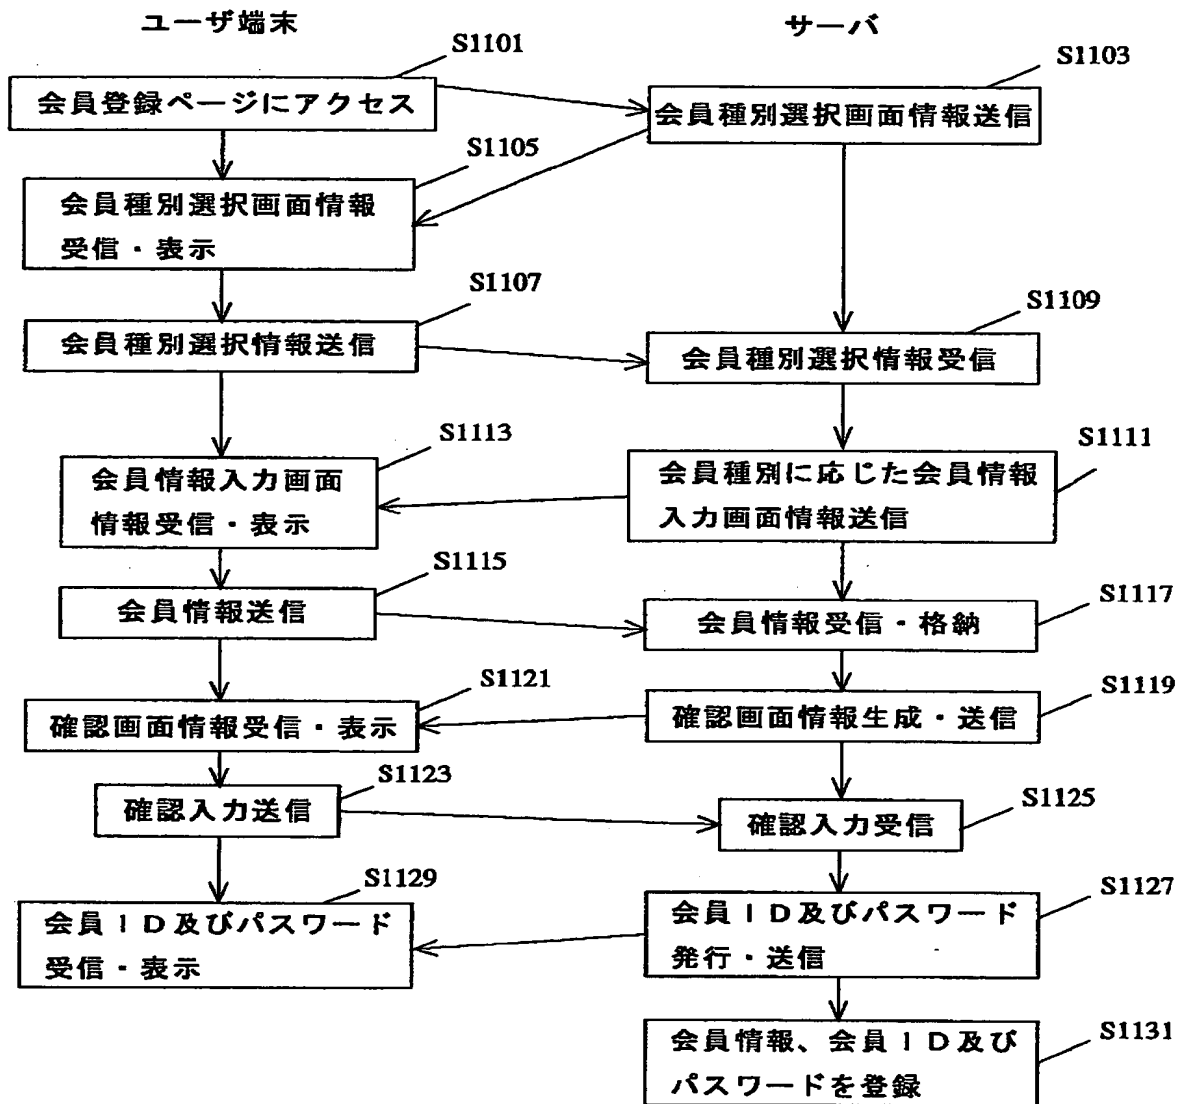 ユーザ端末
サーバ
S1101
会員登録ページにアクセス
S1103
会員種別選択画面情報送信
S1105
会員種別選択画面情報
受信・表示
S1107
会員種別選択情報送信
S1109
会員種別選択情報受信
S1111
会員種別に応じた会員情報
入力画面情報送信
S1113
会員情報入力画面
情報受信・表示
S1115
会員情報送信
S1117
会員情報受信・格納
S1119
確認画面情報生成・送信
S1121
確認画面情報受信・表示
S1123
確認入力送信
S1125
確認入力受信
S1127
会員ID及びパスワード
発行・送信
S1129
会員ID及びパスワード
受信・表示
S1131
会員情報、会員ID及び
パスワードを登録